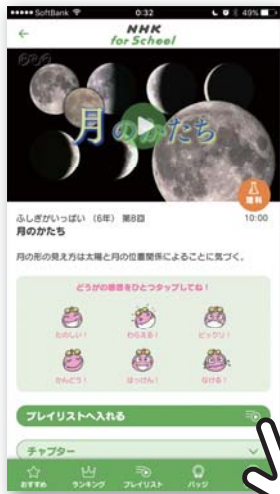 SoftBank 0:32 49%
NHK
for School
月のかたち
理科
ふしぎがいっぱい (6年) 第8回 10:00
月のかたち
月の形の見え方は太陽と月の位置関係によることに気づく。
どうがの感想をひとつタップしてね!
たのしい! わらえる! ビックリ!
かんどう! はっけん! なける!
プレイリストへ入れる
チャプター
おすすめ ランキング プレイリスト バッジ